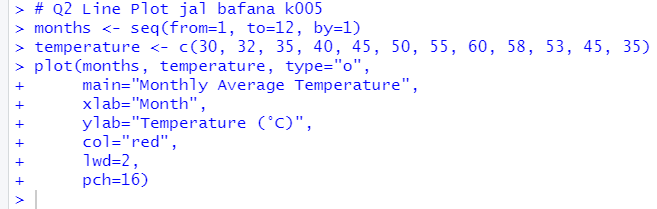 > # Q2 Line Plot jal bafana k005
> months <- seq(from=1, to=12, by=1)
> temperature <- c(30, 32, 35, 40, 45, 50, 55, 60, 58, 53, 45, 35)
> plot(months, temperature, type="o",
+      main="Monthly Average Temperature",
+      xlab="Month",
+      ylab="Temperature (°C)",
+      col="red",
+      lwd=2,
+      pch=16)
>